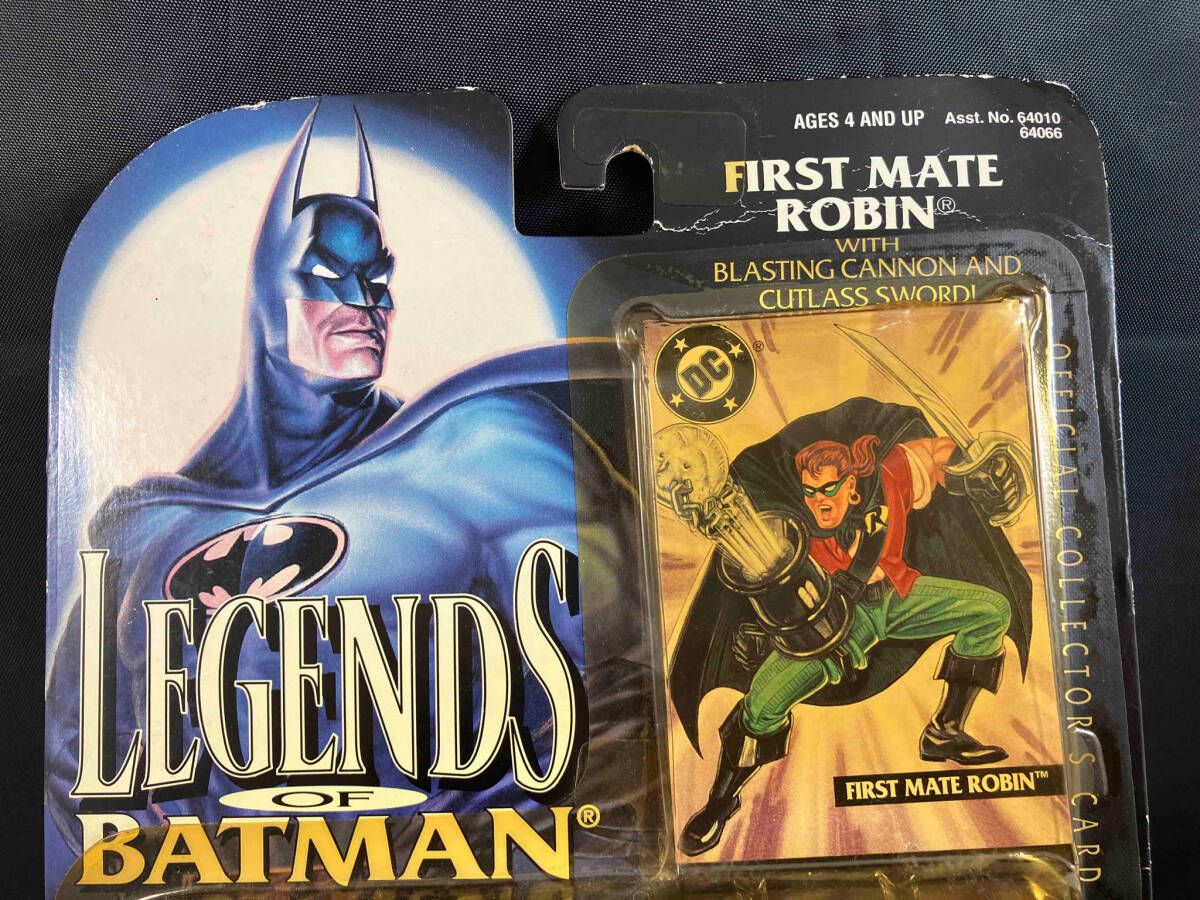 AGES 4 AND UP Asst. No. 64010
64066
FIRST MATE
ROBIN®
WITH
BLASTING CANNON AND
CUTLASS SWORD!
DC ®
R
FIRST MATE ROBIN™
OFFICIAL COLLECTOR'S CARD
LEGENDS
OF
BATMAN®